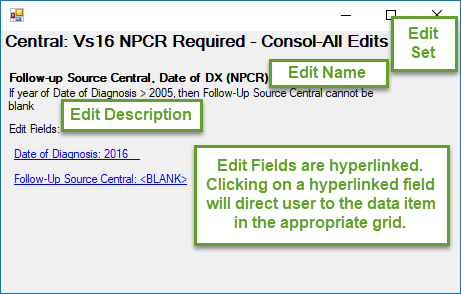 Central: Vs16 NPCR Required - Consol-All Edits
Edit
Set
Follow-up Source Central, Date of DX (NPCR)
Edit Name
If year of Date of Diagnosis > 2005, then Follow-up Source Central cannot be
blank
Edit Description
Edit Fields:
Date of Diagnosis: 2016
Follow-up Source Central: <BLANK>
Edit Fields are hyperlinked.
Clicking on a hyperlinked field
will direct user to the data item
in the appropriate grid.